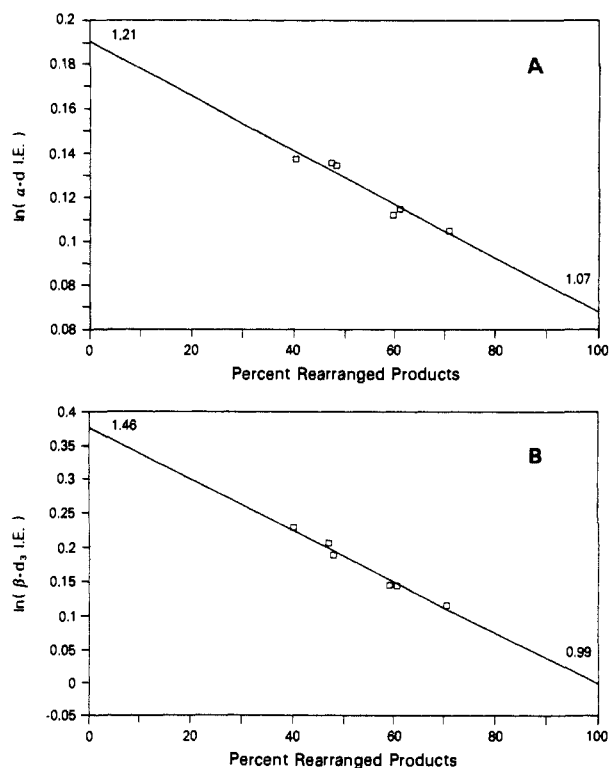 0.2
1.21
A
0.18
0.16
0.14
0.12
0.1
1.07
0.08
0 20 40 60 80 100
ln( α-d I.E. )
Percent Rearranged Products
0.4
1.46
B
0.35
0.3
0.25
0.2
0.15
0.1
0.05
0.99
0
-0.05
0 20 40 60 80 100
ln( β-d₃ I.E. )
Percent Rearranged Products